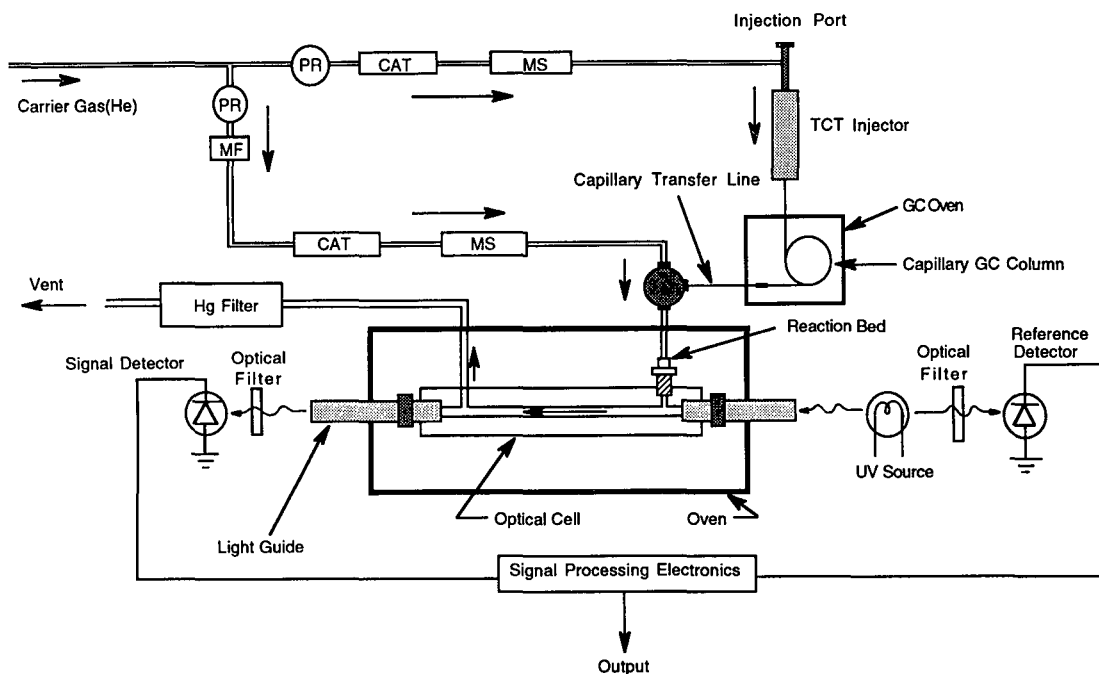 Injection Port
PR
CAT
MS
Carrier Gas(He)
PR
TCT Injector
MF
Capillary Transfer Line
GC Oven
CAT
MS
Capillary GC Column
Vent
Hg Filter
Reaction Bed
Reference
Detector
Signal Detector
Optical
Filter
Optical
Filter
UV Source
Optical Cell
Oven
Light Guide
Signal Processing Electronics
Output